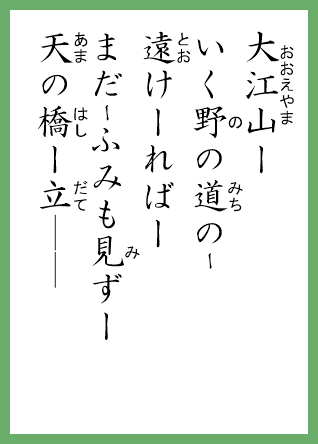 大江山ー
いく野の道のー
遠けーればー
まだーふみも見ずー
天の橋ー立――
おおえやま
の
みち
とお
み
あま
はし
だて